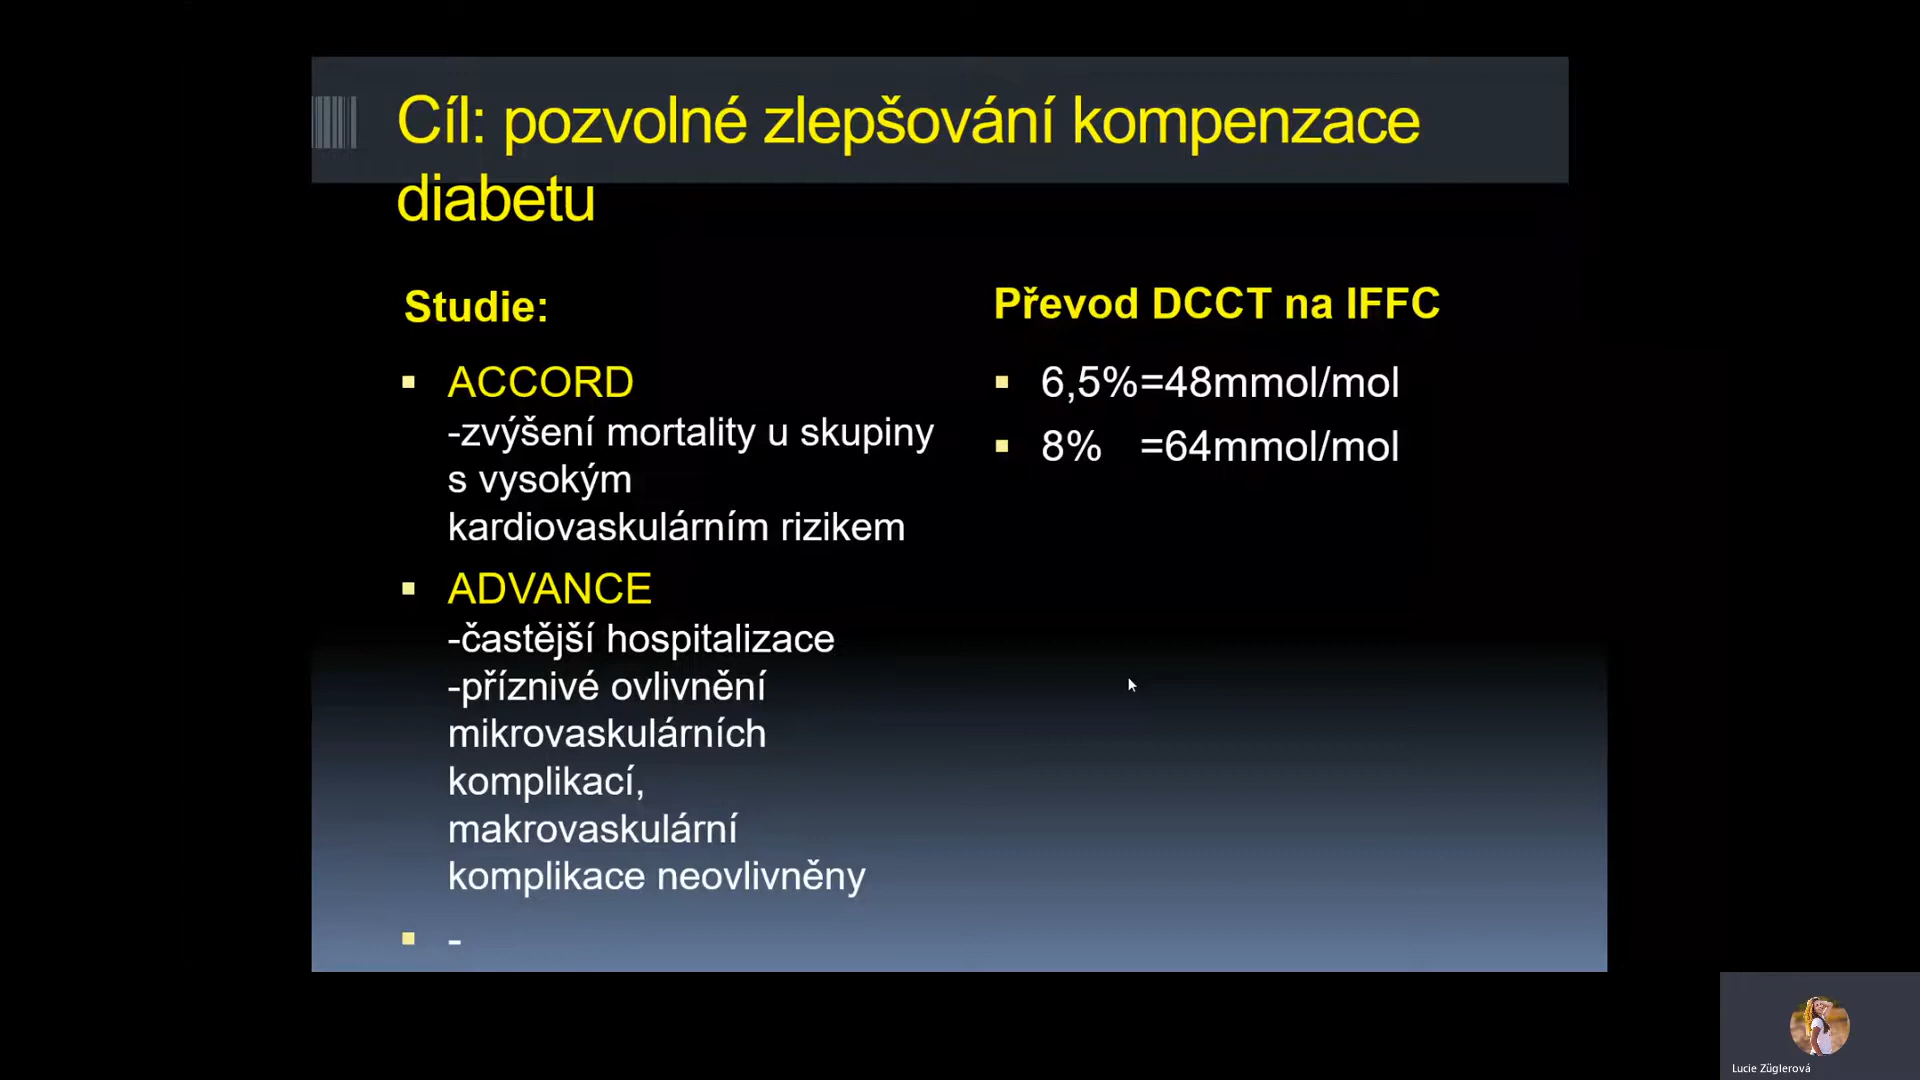 Cíl: pozvolné zlepšování kompenzace
diabetu
Studie:
ACCORD
-zvýšení mortality u skupiny
s vysokým
kardiovaskulárním rizikem
ADVANCE
-častější hospitalizace
-příznivé ovlivnění
mikrovaskulárních
komplikací,
makrovaskulární
komplikace neovlivněny
-
Převod DCCT na IFFC
6,5%=48mmol/mol
8% =64mmol/mol
Lucie Züglerová